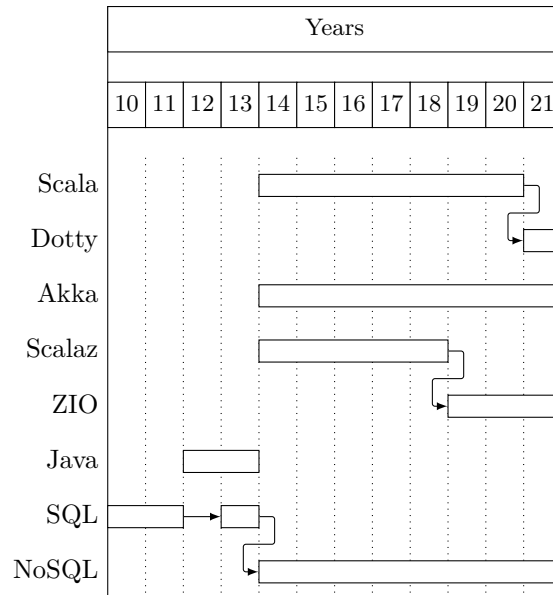 Years
10 11 12 13 14 15 16 17 18 19 20 21
Scala
Dotty
Akka
Scalaz
ZIO
Java
SQL
NoSQL